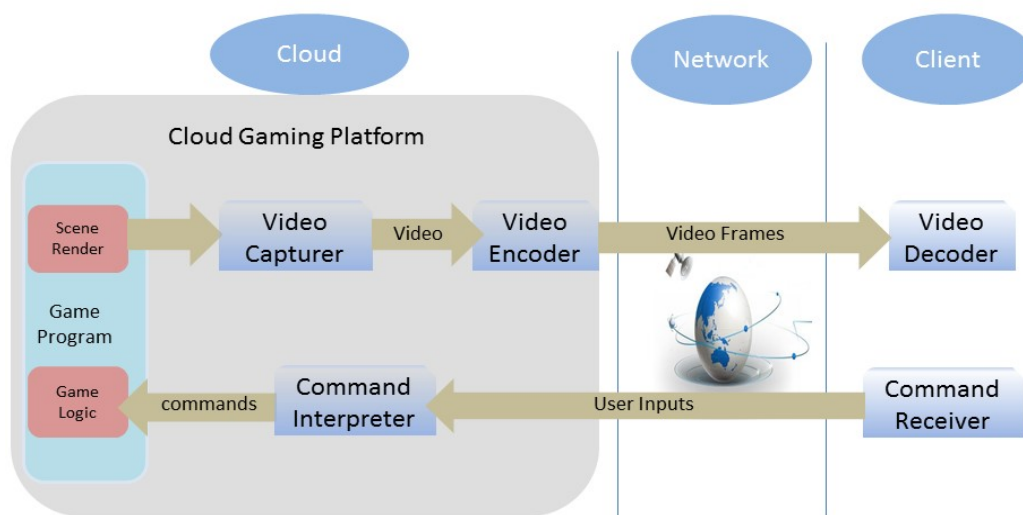 Cloud
Network
Client
Cloud Gaming Platform
Scene
Render
Video
Capturer
Video
Video
Encoder
Video Frames
Video
Decoder
Game
Program
Game
Logic
commands
Command
Interpreter
User Inputs
Command
Receiver